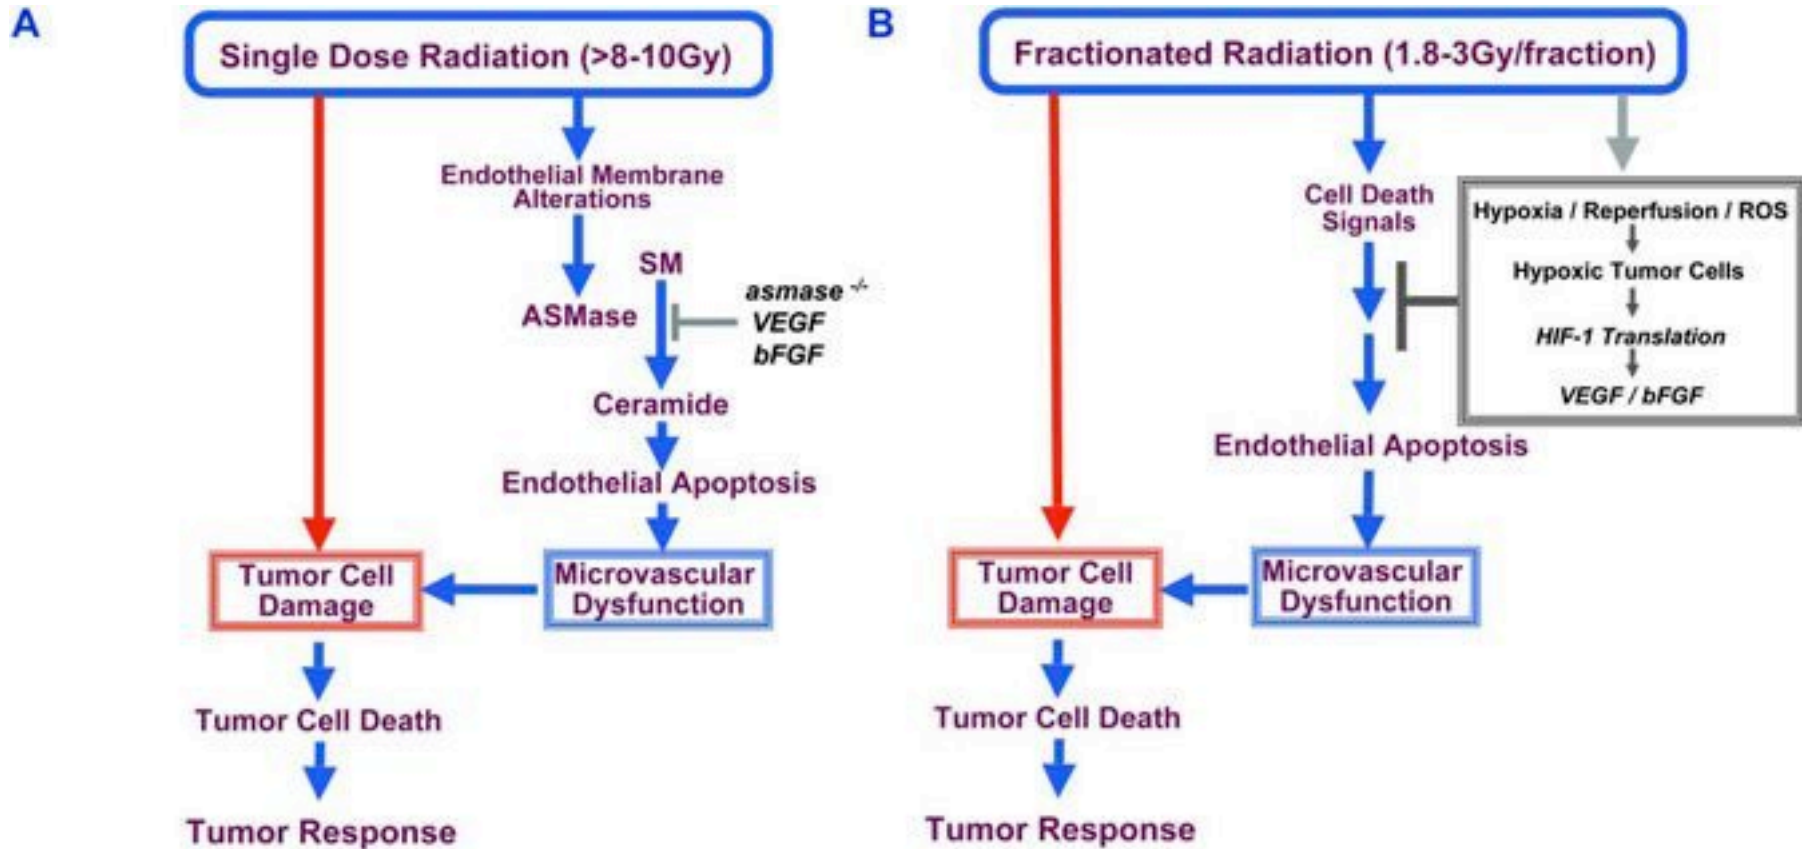 A
Single Dose Radiation (>8-10Gy)
Endothelial Membrane
Alterations
SM
ASMase
asmase -/-
VEGF
bFGF
Ceramide
Endothelial Apoptosis
Tumor Cell
Damage
Microvascular
Dysfunction
Tumor Cell Death
Tumor Response
B
Fractionated Radiation (1.8-3Gy/fraction)
Cell Death
Signals
Hypoxia / Reperfusion / ROS
Hypoxic Tumor Cells
HIF-1 Translation
VEGF / bFGF
Endothelial Apoptosis
Tumor Cell
Damage
Microvascular
Dysfunction
Tumor Cell Death
Tumor Response